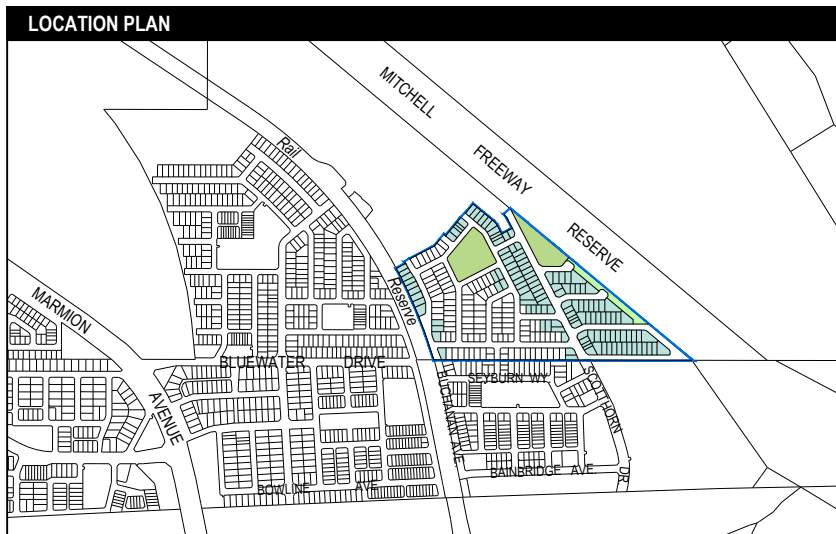 LOCATION PLAN
MITCHELL
FREEWAY
RESERVE
Rail
Reserve
MARMION
AVENUE
BLUEWATER DRIVE
BUCHANAN AVE
SEYBURN WY.
SCOTTHORN
DR
BAINBRIDGE AVE.
BOWLINE AVE